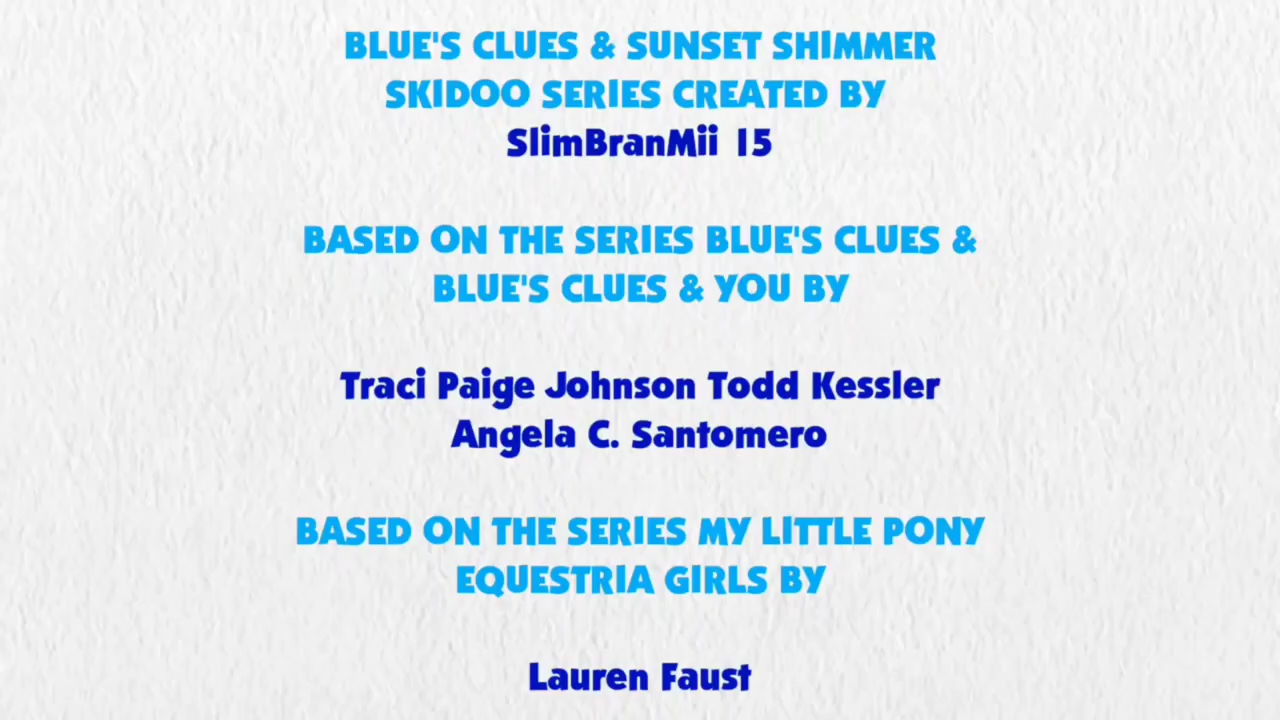 BLUE'S CLUES & SUNSET SHIMMER
SKIDOO SERIES CREATED BY
SlimBranMii 15
BASED ON THE SERIES BLUE'S CLUES &
BLUE'S CLUES & YOU BY
Traci Paige Johnson Todd Kessler
Angela C. Santomero
BASED ON THE SERIES MY LITTLE PONY
EQUESTRIA GIRLS BY
Lauren Faust